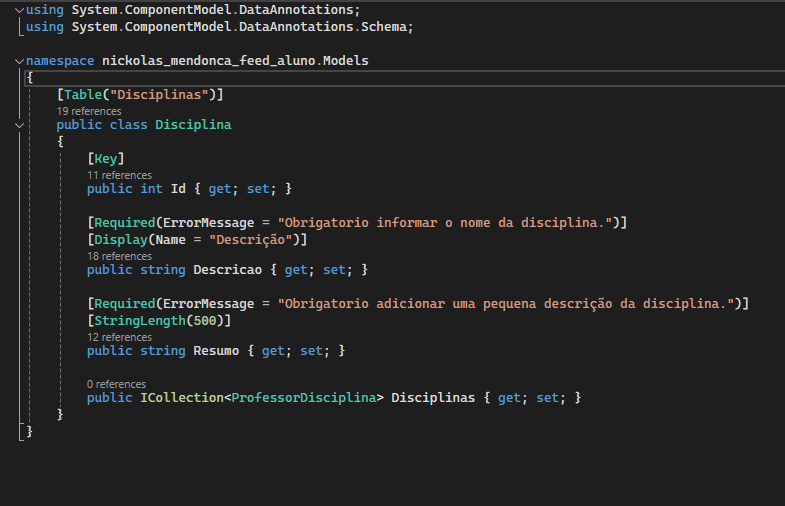 using System.ComponentModel.DataAnnotations;
using System.ComponentModel.DataAnnotations.Schema;
namespace nickolas_mendonca_feed_aluno.Models
{
[Table("Disciplinas")]
19 references
public class Disciplina
{
[Key]
11 references
public int Id { get; set; }
[Required(ErrorMessage = "Obrigatorio informar o nome da disciplina.")]
[Display(Name = "Descrição")]
18 references
public string Descricao { get; set; }
[Required(ErrorMessage = "Obrigatorio adicionar uma pequena descrição da disciplina.")]
[StringLength(500)]
12 references
public string Resumo { get; set; }
0 references
public ICollection<ProfessorDisciplina> Disciplinas { get; set; }
}
}